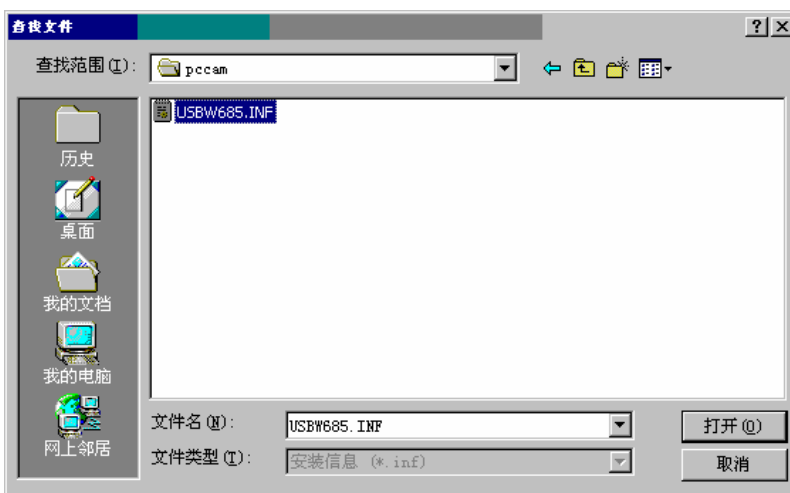 查找文件
查找范围(I):
pccam
USBW685.INF
历史
桌面
我的文档
我的电脑
网上邻居
文件名(N):
USBW685.INF
打开(O)
文件类型(T):
安装信息 (*.inf)
取消